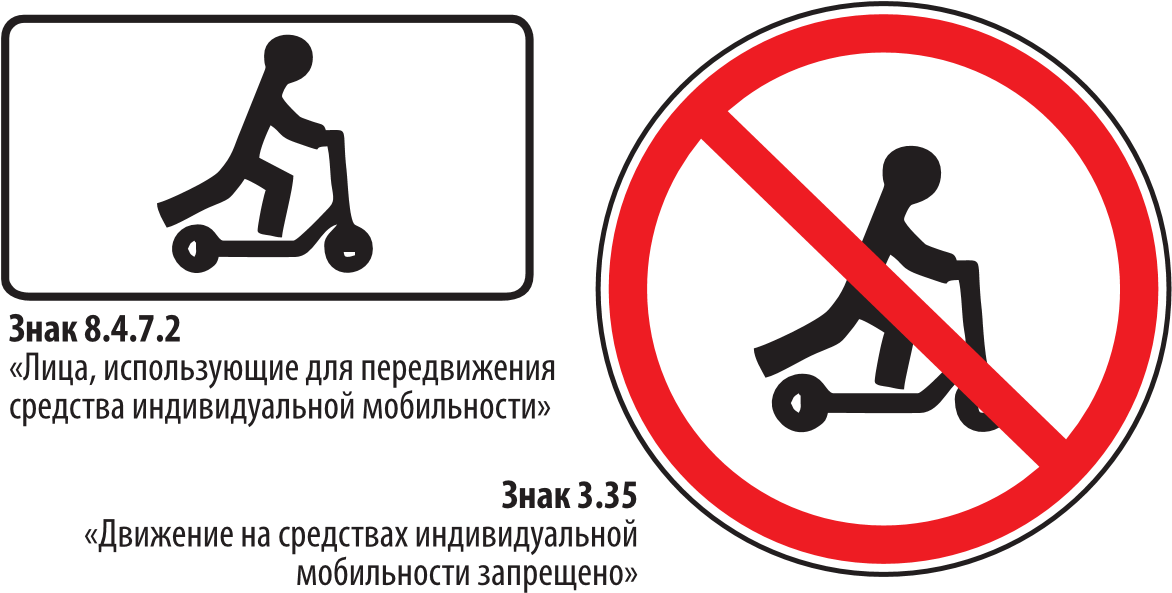 Знак 8.4.7.2
«Лица, использующие для передвижения
средства индивидуальной мобильности»
Знак 3.35
«Движение на средствах индивидуальной
мобильности запрещено»